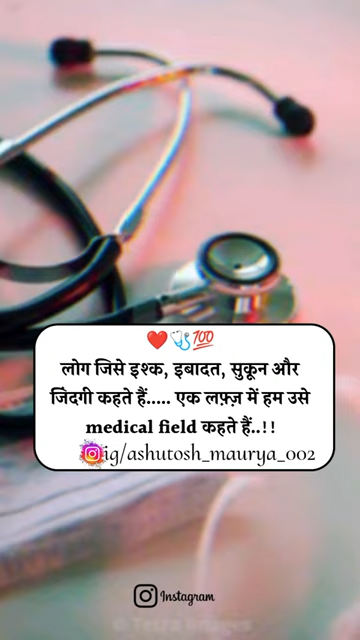 ❤️🩺💯
लोग जिसे इश्क, इबादत, सुकून और
जिंदगी कहते हैं..... एक लफ़्ज़ में हम उसे
medical field कहते हैं..!!
ig/ashutosh_maurya_002
Instagram